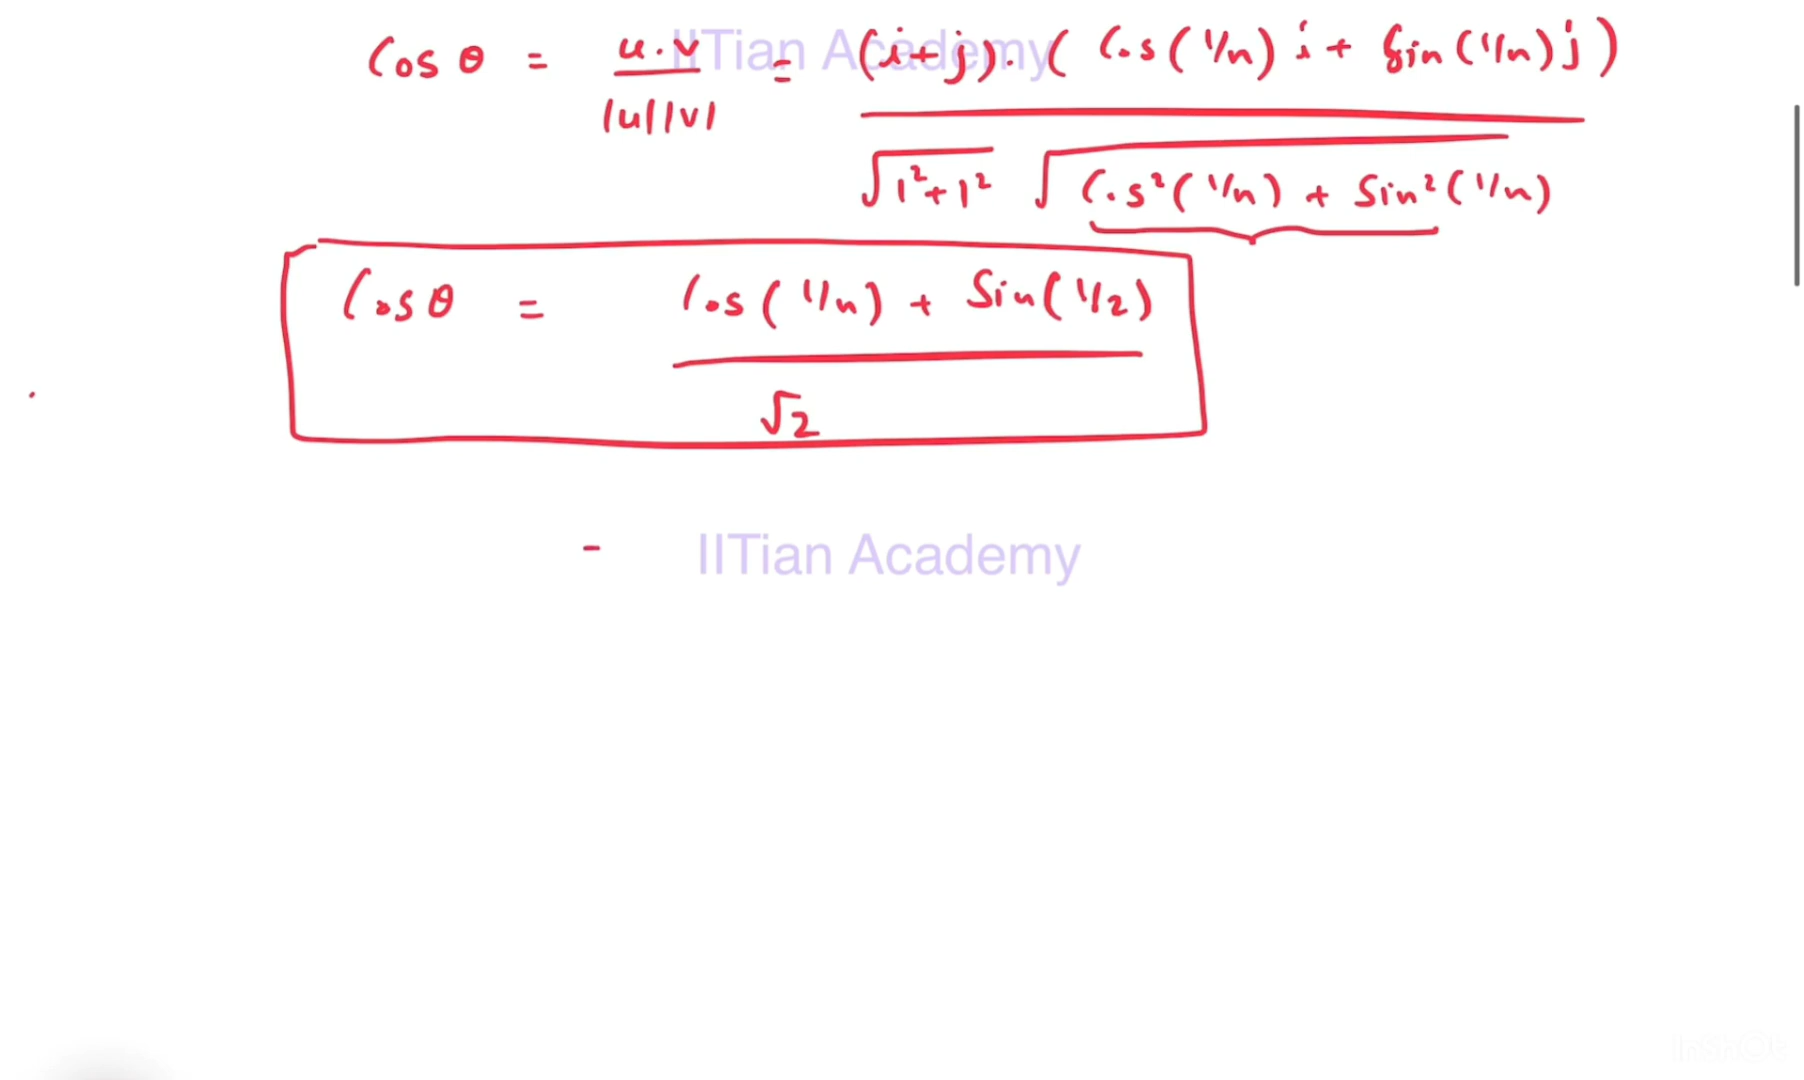 Cos θ = u·v / |u||v| = (i+j)·( Cos(1/n) i + Sin(1/n) j ) / √1²+1² √Cos²(1/n) + Sin²(1/n)
Cos θ = Cos(1/n) + Sin(1/2) / √2
IITian Academy
IITian Academy